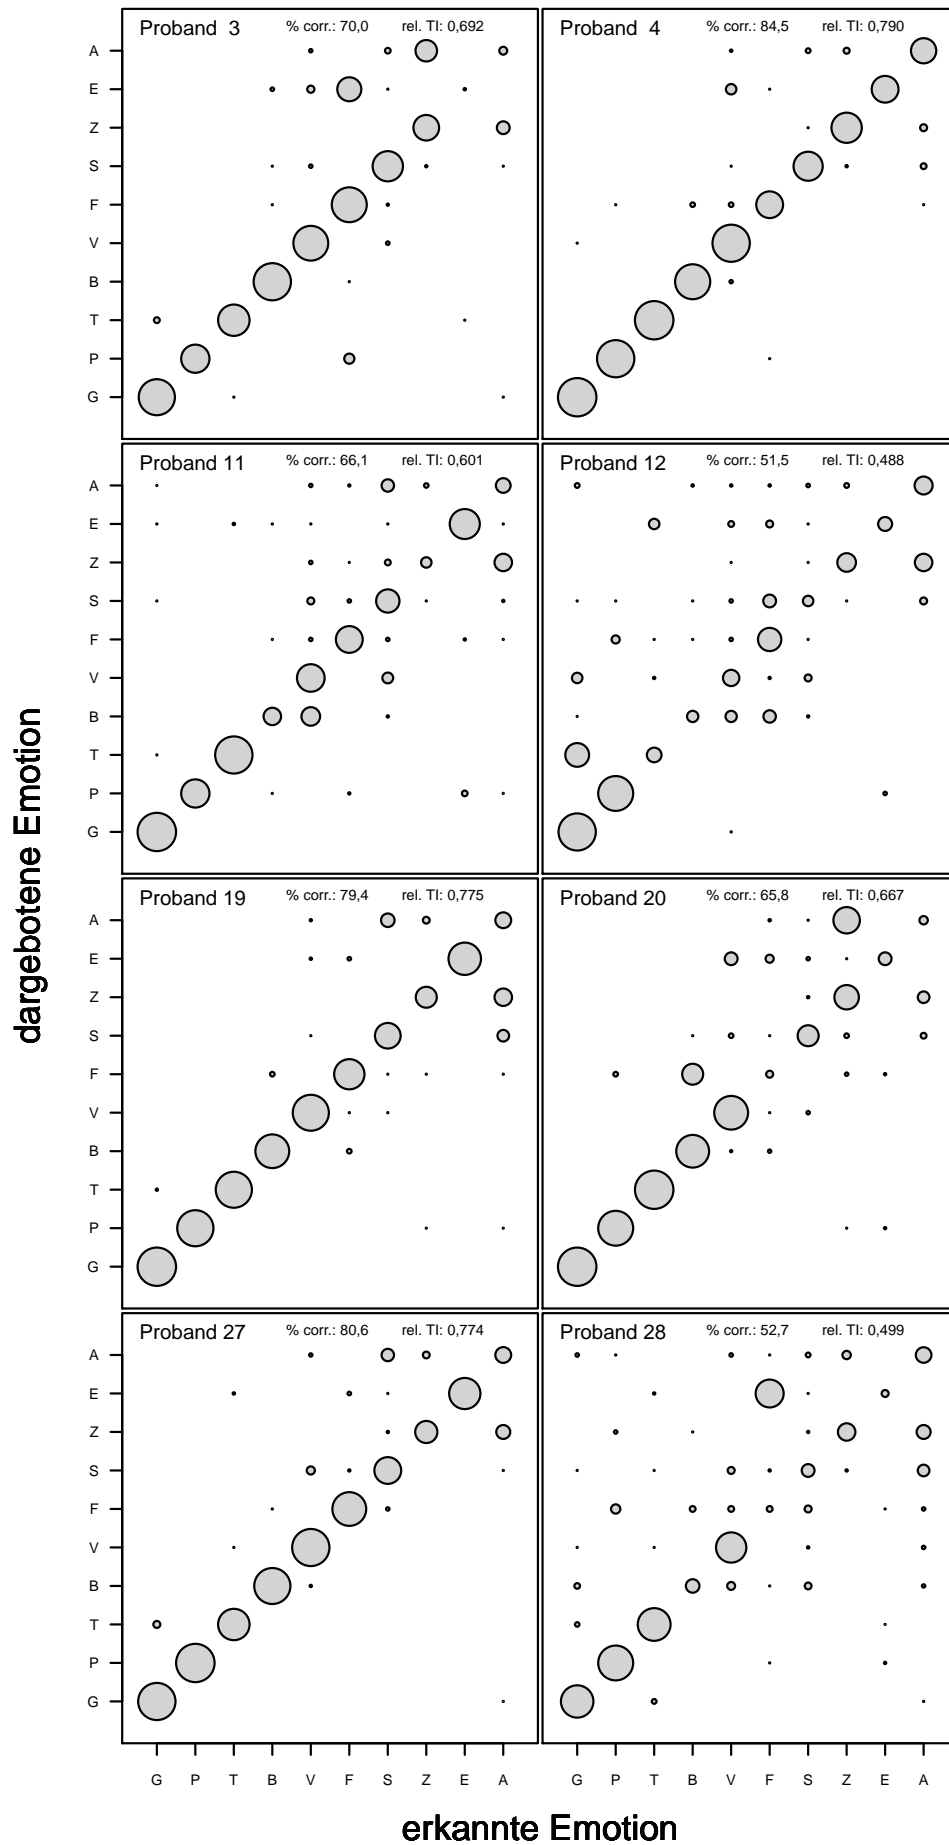 Proband 3 % corr.: 70,0 rel. TI: 0,692
Proband 4 % corr.: 84,5 rel. TI: 0,790
A
E
Z
S
F
V
B
T
P
G
Proband 11 % corr.: 66,1 rel. TI: 0,601
Proband 12 % corr.: 51,5 rel. TI: 0,488
A
E
Z
S
F
V
B
T
P
G
dargebotene Emotion
Proband 19 % corr.: 79,4 rel. TI: 0,775
Proband 20 % corr.: 65,8 rel. TI: 0,667
A
E
Z
S
F
V
B
T
P
G
Proband 27 % corr.: 80,6 rel. TI: 0,774
Proband 28 % corr.: 52,7 rel. TI: 0,499
A
E
Z
S
F
V
B
T
P
G
G P T B V F S Z E A
G P T B V F S Z E A
erkannte Emotion